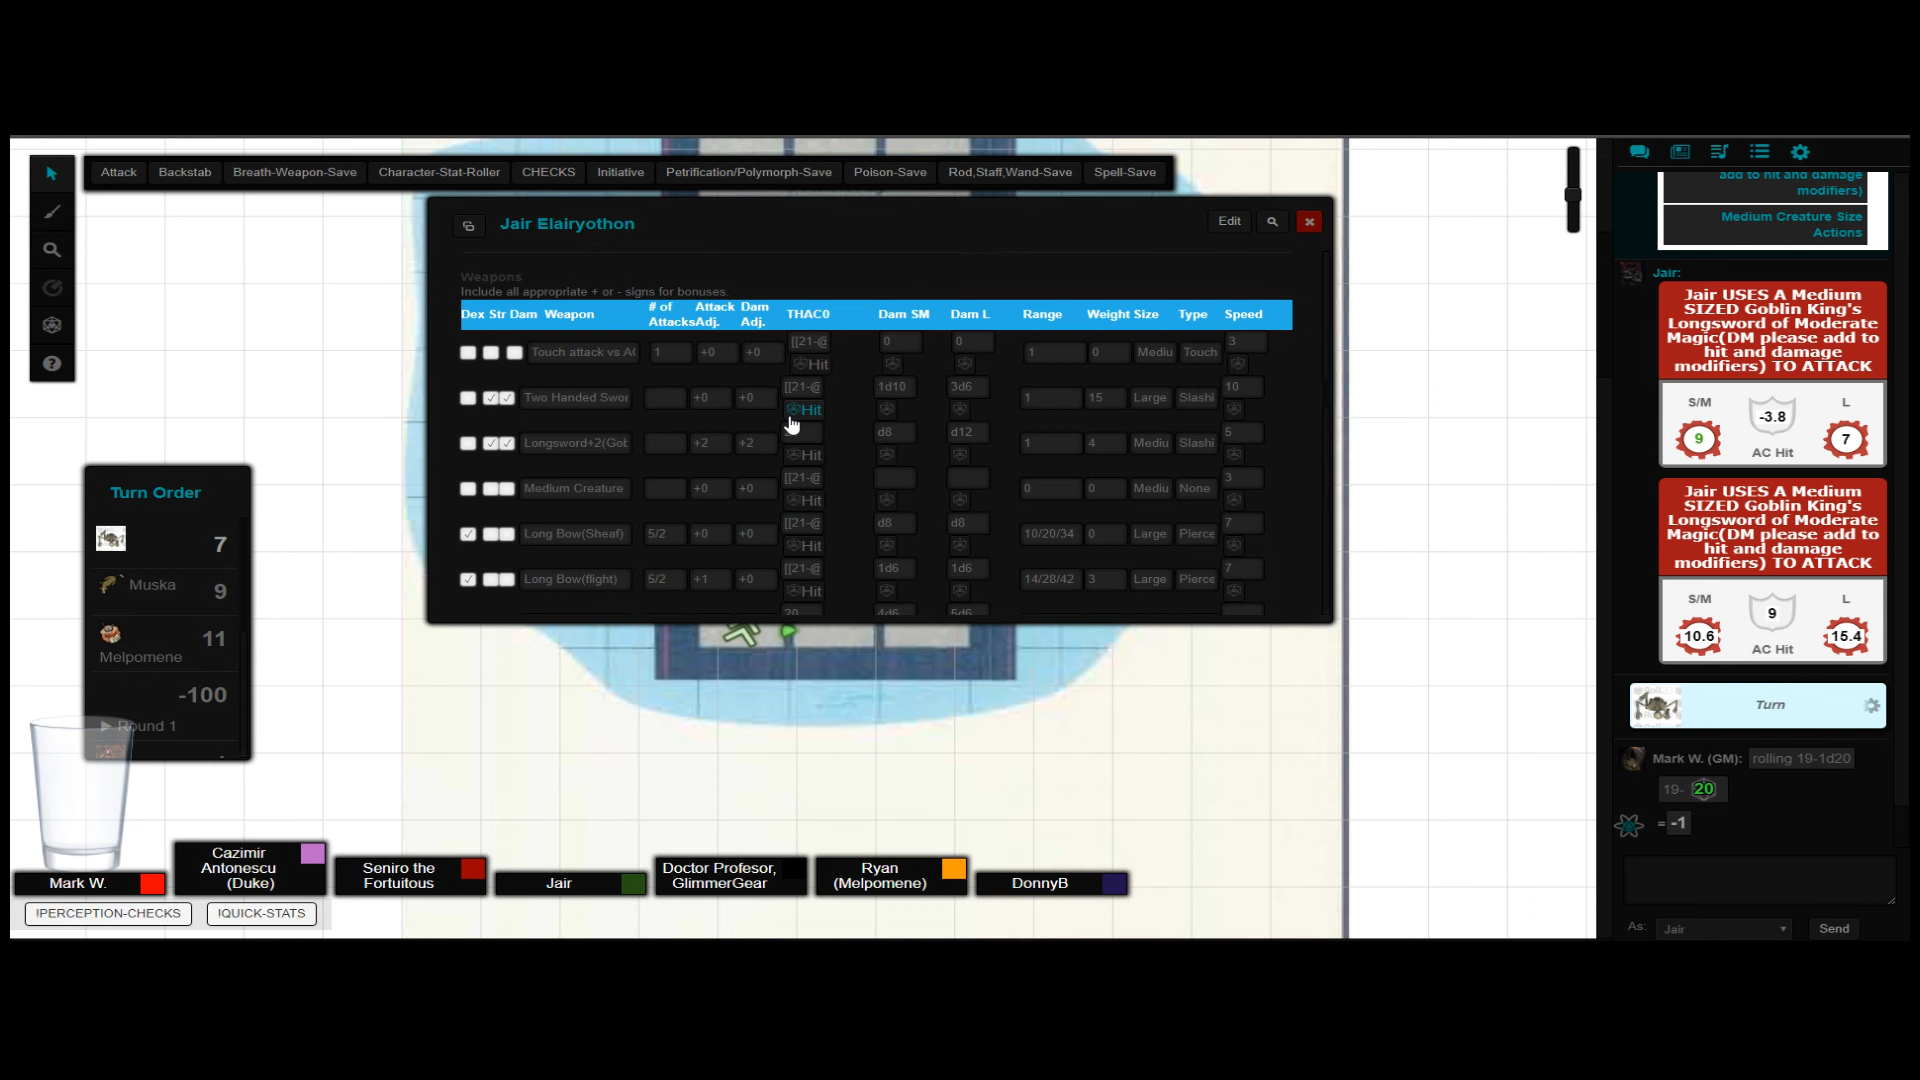 Attack Backstab Breath-Weapon-Save Character-Stat-Roller CHECKS Initiative Petrification/Polymorph-Save Poison-Save Rod,Staff,Wand-Save Spell-Save
Jair Elairyothon
Edit
Weapons
Include all appropriate + or - signs for bonuses.
Dex Str Dam Weapon # of Attacks Attack Adj. Dam Adj. THAC0 Dam SM Dam L Range Weight Size Type Speed
Touch attack vs A 1 +0 +0 [[21-@ Hit 0 0 1 0 Mediu Touch 3
Two Handed Swor +0 +0 [[21-@ Hit 1d10 3d6 1 15 Large Slashi 10
Longsword+2(Gob +2 +2 Hit d8 d12 1 4 Mediu Slashi 5
Medium Creature +0 +0 [[21-@ Hit 0 0 Mediu None 3
Long Bow(Sheaf) 5/2 +0 +0 [[21-@ Hit d8 d8 10/20/34 0 Large Pierce 7
Long Bow(flight) 5/2 +1 +0 [[21-@ Hit 1d6 1d6 14/28/42 3 Large Pierce 7
20 4d6 5d6
Turn Order
7
Muska 9
Melpomene 11
-100
Round 1
Mark W.
Cazimir
Antonescu
(Duke)
Seniro the
Fortuitous
Jair
Doctor Profesor,
GlimmerGear
Ryan
(Melpomene)
DonnyB
!PERCEPTION-CHECKS !QUICK-STATS
add to hit and damage
modifiers)
Medium Creature Size
Actions
Jair:
Jair USES A Medium
SIZED Goblin King's
Longsword of Moderate
Magic(DM please add to
hit and damage
modifiers) TO ATTACK
S/M L
9 -3.8 7
AC Hit
Jair USES A Medium
SIZED Goblin King's
Longsword of Moderate
Magic(DM please add to
hit and damage
modifiers) TO ATTACK
S/M L
10.6 9 15.4
AC Hit
Turn
Mark W. (GM): rolling 19-1d20
19- 20
= -1
As: Jair Send